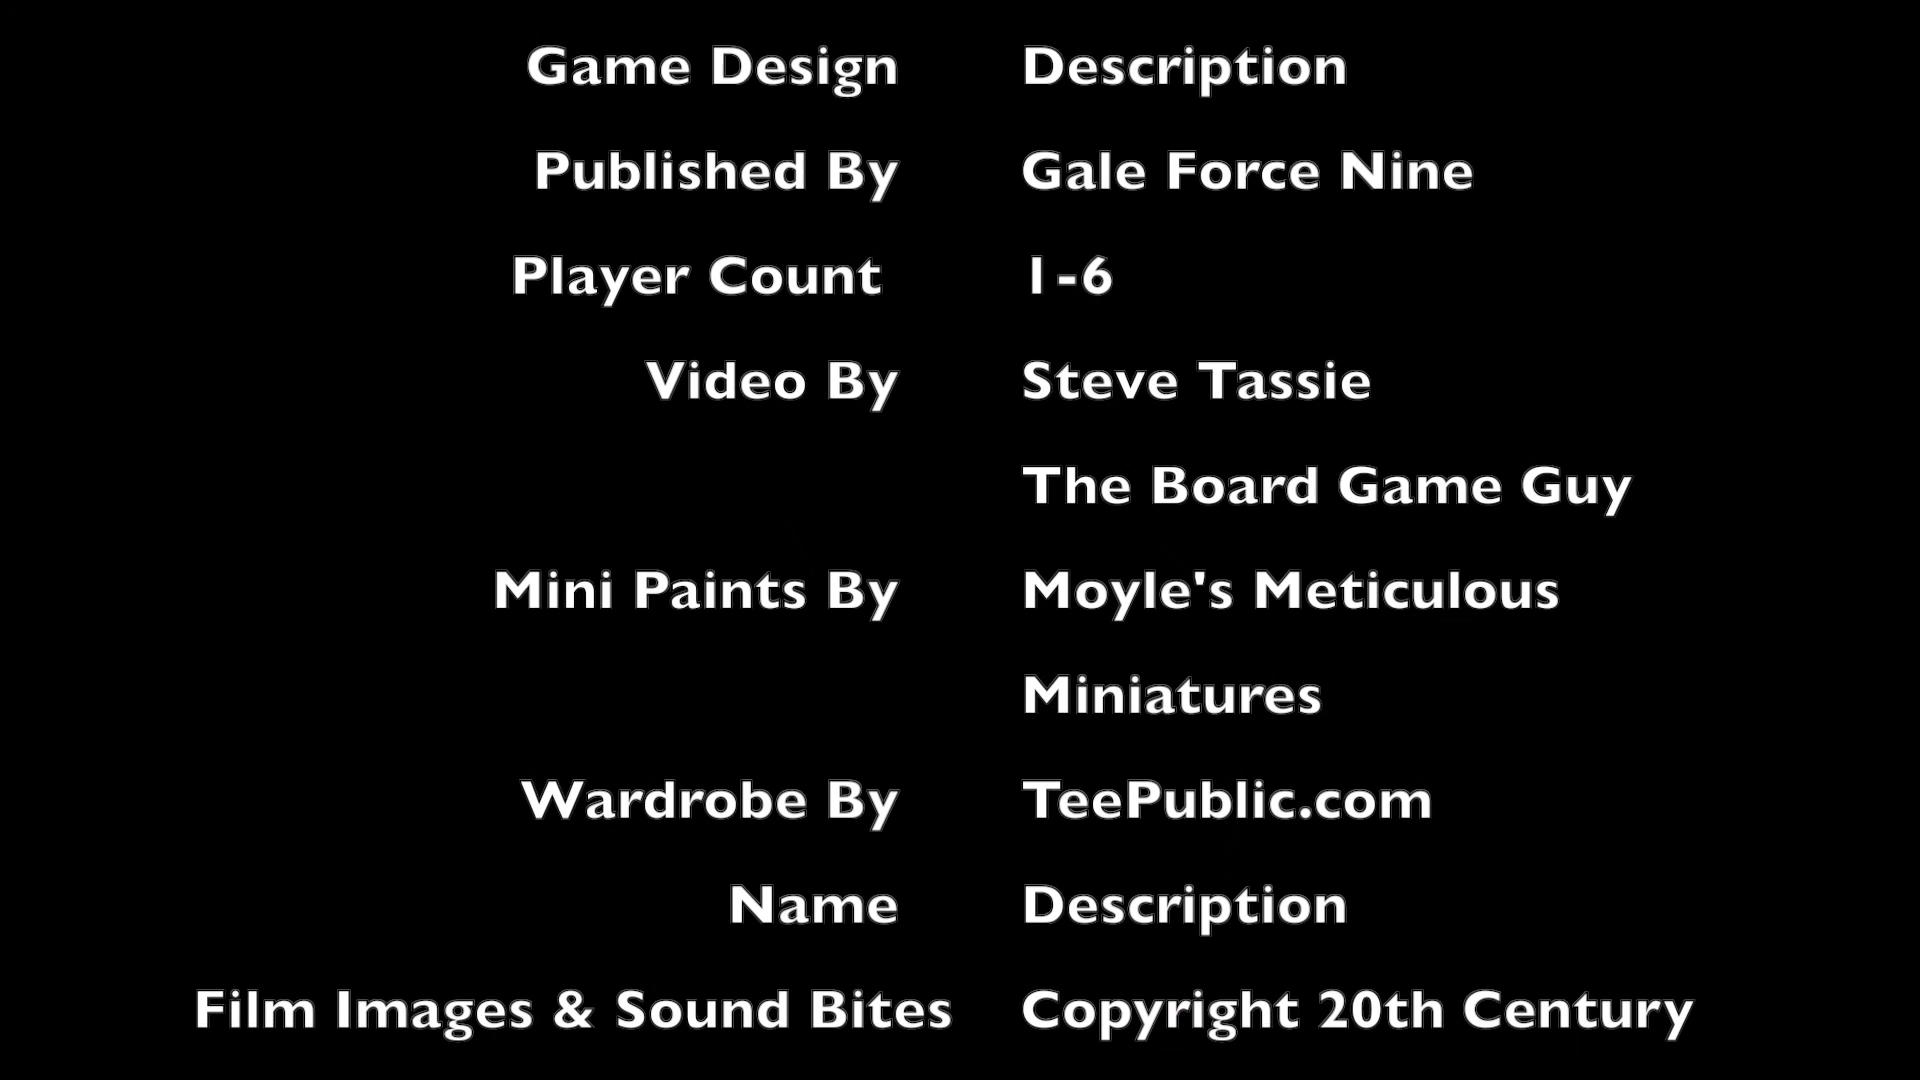 Game Design Description
Published By Gale Force Nine
Player Count 1-6
Video By Steve Tassie
The Board Game Guy
Mini Paints By Moyle's Meticulous
Miniatures
Wardrobe By TeePublic.com
Name Description
Film Images & Sound Bites Copyright 20th Century